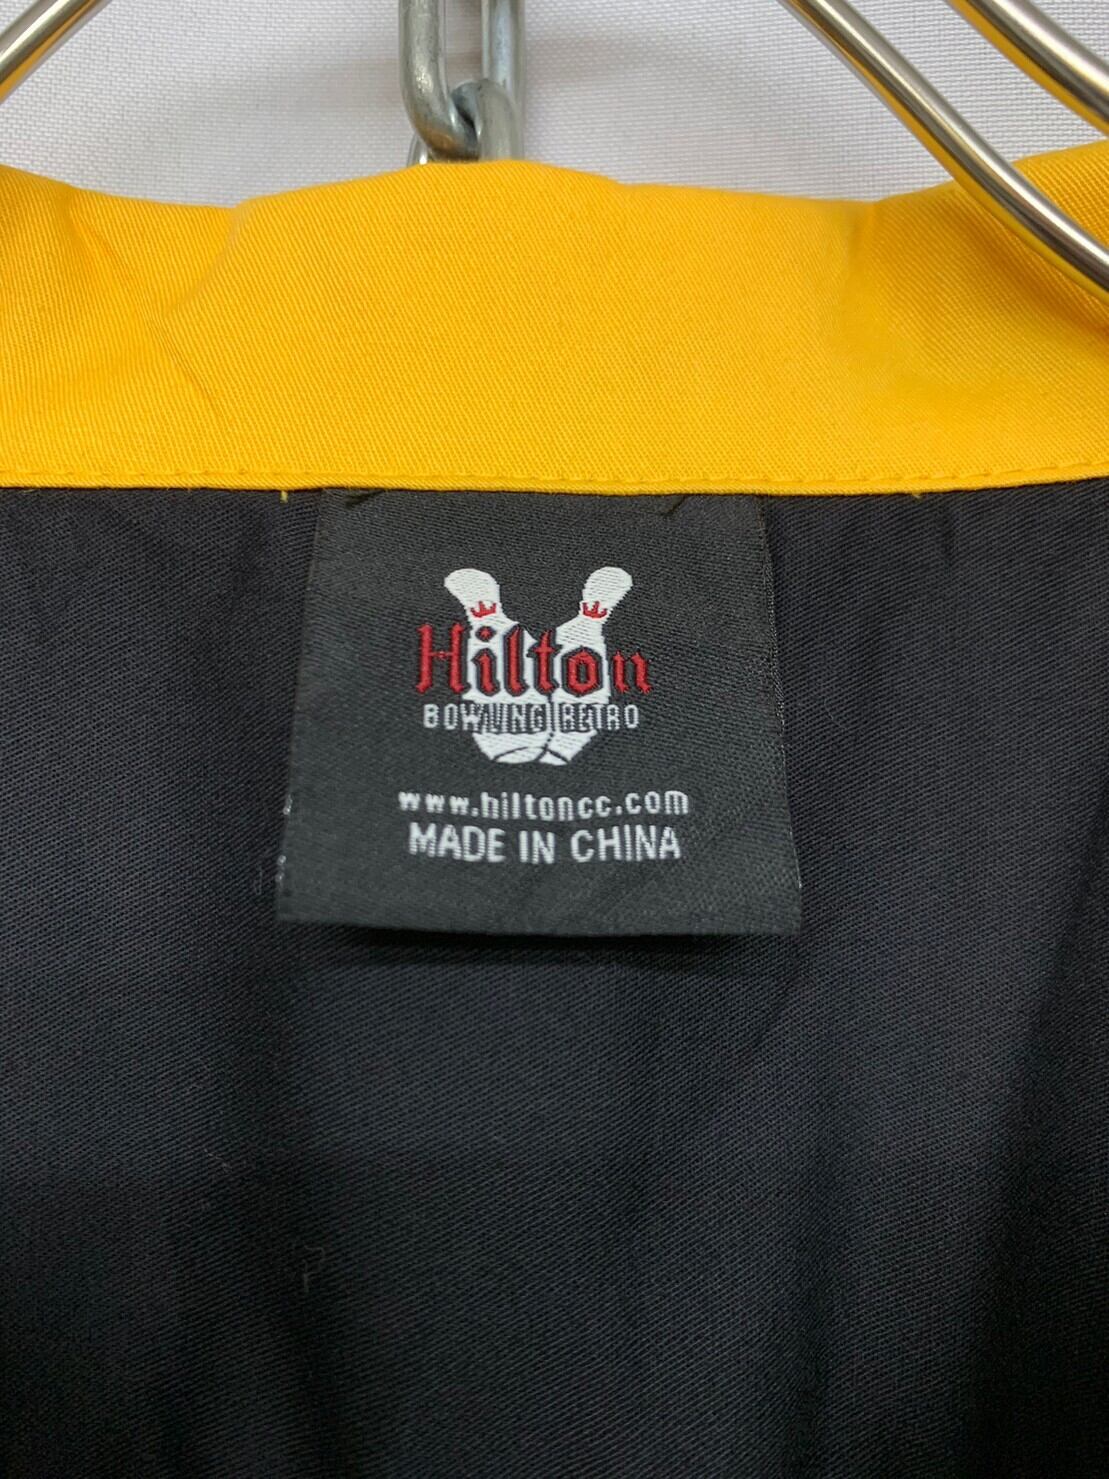 Hilton
BOWLING RETRO
www.hiltoncc.com
MADE IN CHINA